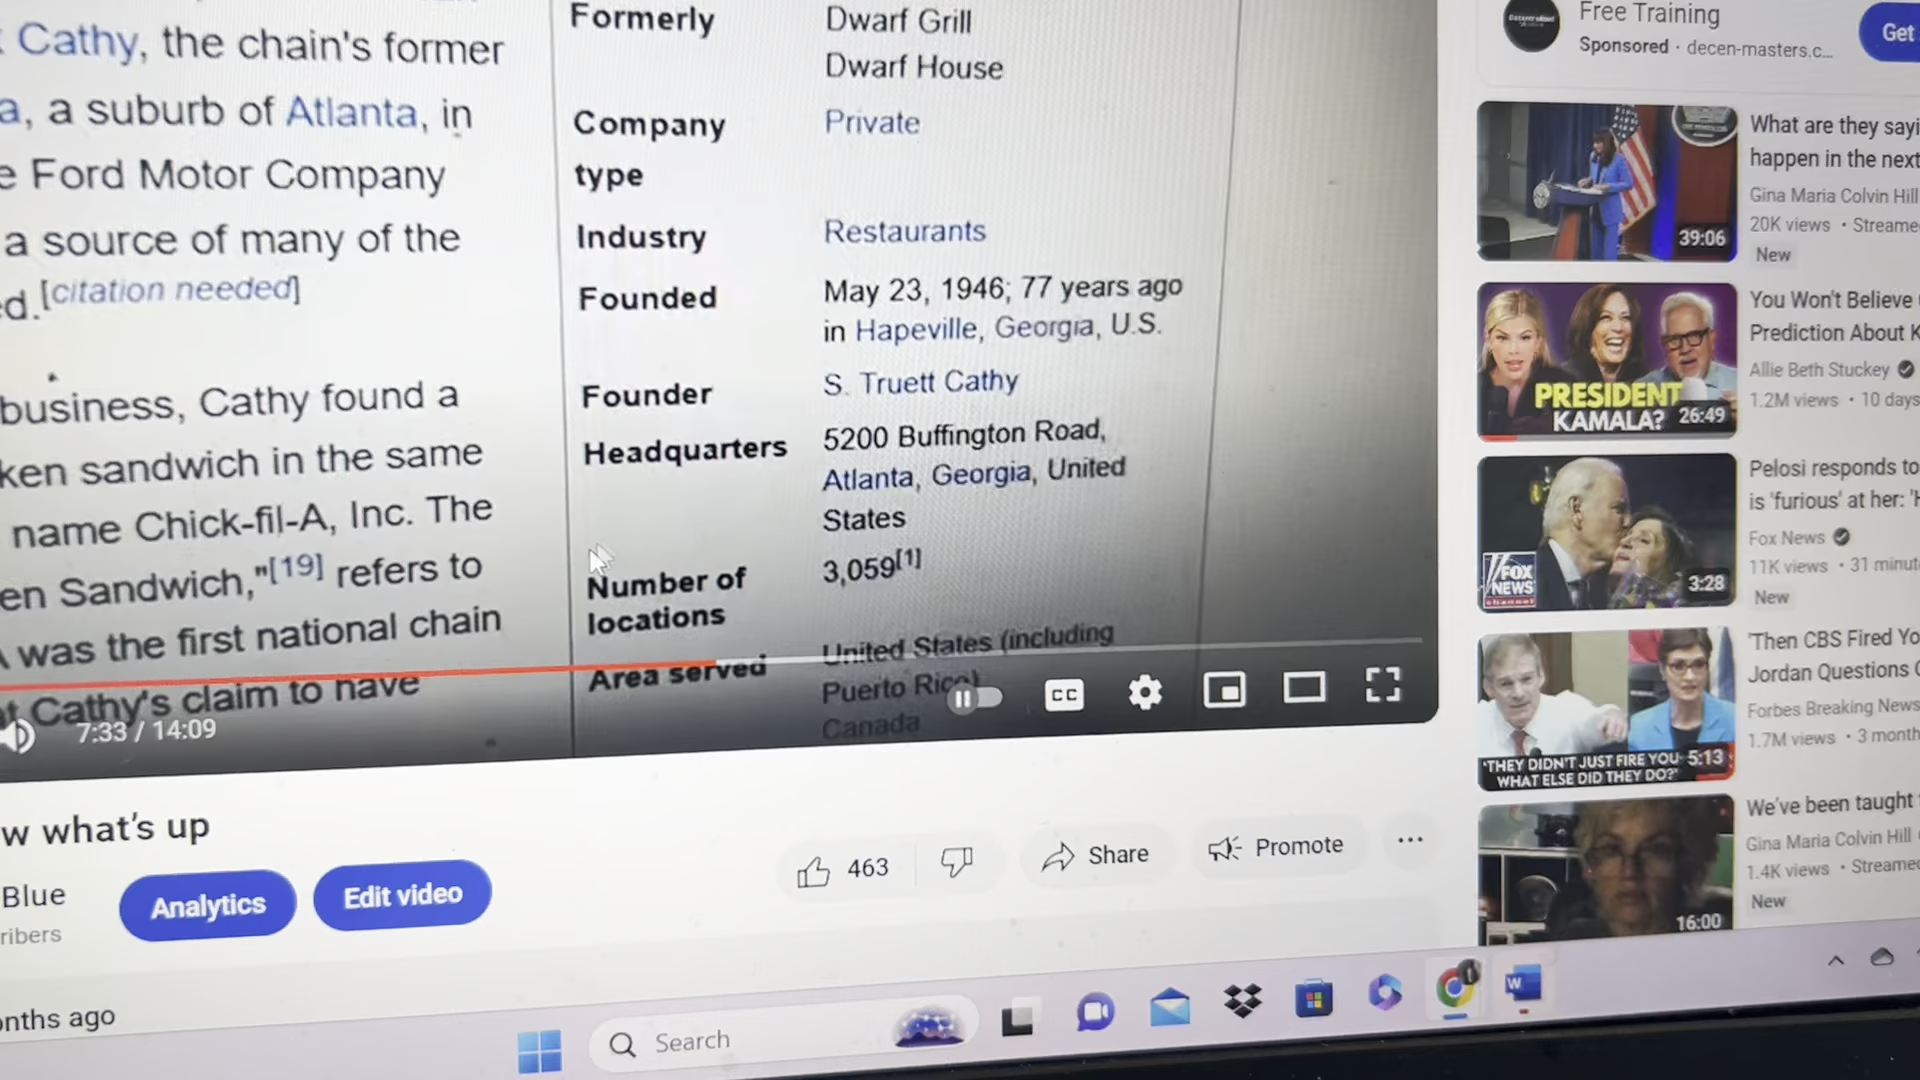 Cathy, the chain's former
a, a suburb of Atlanta, in
e Ford Motor Company
a source of many of the
ed.[citation needed]
business, Cathy found a
ken sandwich in the same
name Chick-fil-A, Inc. The
en Sandwich,"[19] refers to
was the first national chain
t Cathy's claim to have
Formerly
Dwarf Grill
Dwarf House
Company
type
Private
Industry
Restaurants
Founded
May 23, 1946; 77 years ago
in Hapeville, Georgia, U.S.
Founder
S. Truett Cathy
Headquarters
5200 Buffington Road,
Atlanta, Georgia, United
States
Number of
locations
3,059[1]
Area served
United States (including
Puerto Rico)
Canada
7:33 / 14:09
CC
w what's up
Blue
ribers
Analytics
Edit video
463
Share
Promote
onths ago
Free Training
Sponsored · decen-masters.c...
Get
39:06
What are they sayi
happen in the next
Gina Maria Colvin Hill
20K views • Streame
New
PRESIDENT
KAMALA?
26:49
You Won't Believe
Prediction About K
Allie Beth Stuckey
1.2M views • 10 days
FOX
NEWS
channel
3:28
Pelosi responds to
is 'furious' at her: 'H
Fox News
11K views • 31 minut
New
'THEY DIDN'T JUST FIRE YOU
WHAT ELSE DID THEY DO?'
5:13
'Then CBS Fired Yo
Jordan Questions C
Forbes Breaking News
1.7M views • 3 month
16:00
We've been taught
Gina Maria Colvin Hill
1.4K views • Streame
New
Search
W